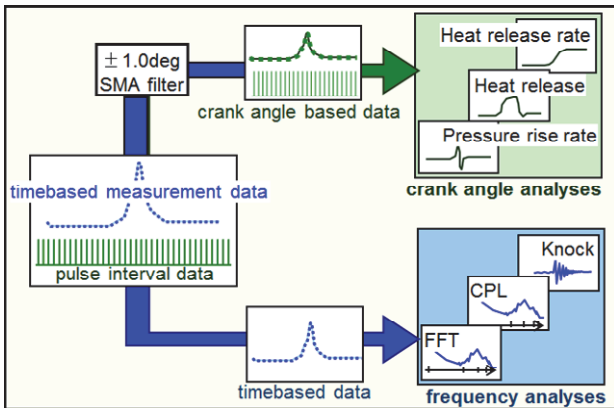 ± 1.0deg
SMA filter
crank angle based data
Heat release rate
Heat release
Pressure rise rate
crank angle analyses
timebased measurement data
pulse interval data
timebased data
Knock
CPL
FFT
frequency analyses